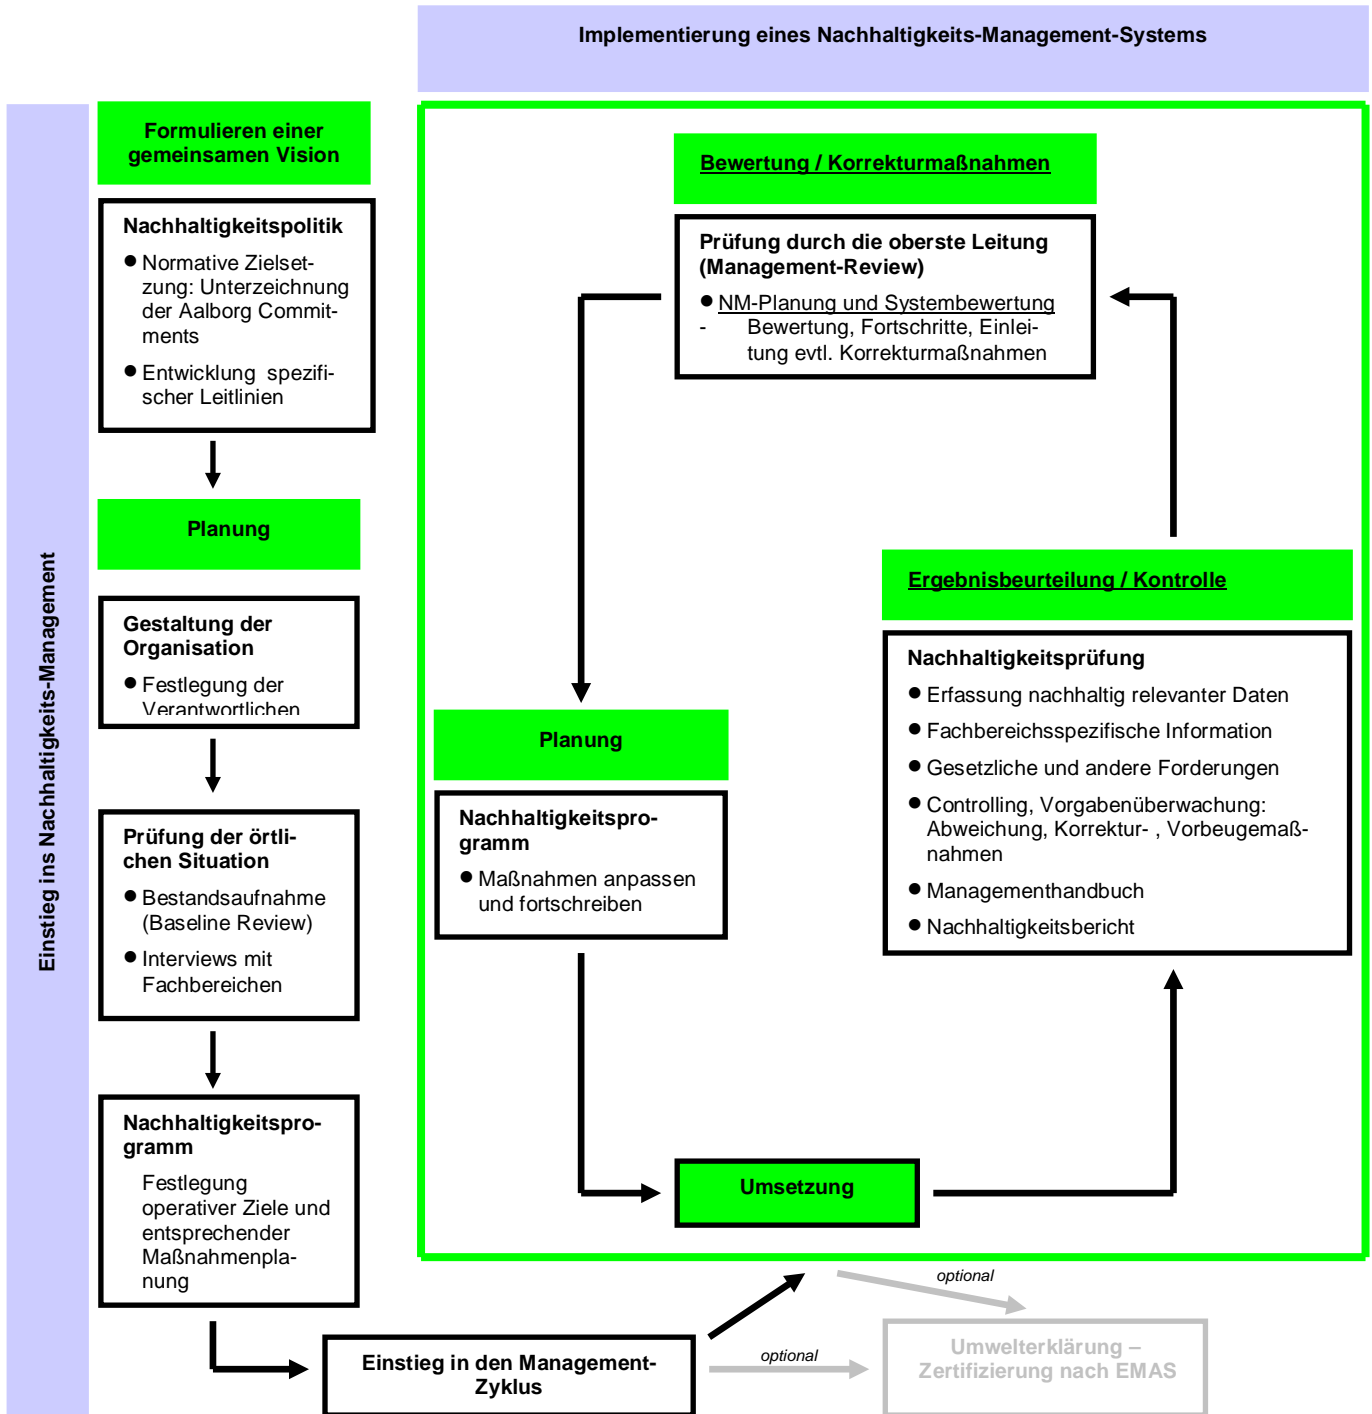 Implementierung eines Nachhaltigkeits-Management-Systems
Einstieg ins Nachhaltigkeits-Management
Formulieren einer
gemeinsamen Vision
Nachhaltigkeitspolitik
● Normative Zielset-
zung: Unterzeichnung
der Aalborg Commit-
ments
● Entwicklung spezifi-
scher Leitlinien
Planung
Gestaltung der
Organisation
● Festlegung der
Verantwortlichen
Prüfung der örtli-
chen Situation
● Bestandsaufnahme
(Baseline Review)
● Interviews mit
Fachbereichen
Nachhaltigkeitspro-
gramm
Festlegung
operativer Ziele und
entsprechender
Maßnahmenpla-
nung
Einstieg in den Management-
Zyklus
Bewertung / Korrekturmaßnahmen
Prüfung durch die oberste Leitung
(Management-Review)
● NM-Planung und Systembewertung
- Bewertung, Fortschritte, Einlei-
tung evtl. Korrekturmaßnahmen
Planung
Nachhaltigkeitspro-
gramm
● Maßnahmen anpassen
und fortschreiben
Umsetzung
Ergebnisbeurteilung / Kontrolle
Nachhaltigkeitsprüfung
● Erfassung nachhaltig relevanter Daten
● Fachbereichsspezifische Information
● Gesetzliche und andere Forderungen
● Controlling, Vorgabenüberwachung:
Abweichung, Korrektur- , Vorbeugemaß-
nahmen
● Managementhandbuch
● Nachhaltigkeitsbericht
optional
optional
Umwelterklärung –
Zertifizierung nach EMAS